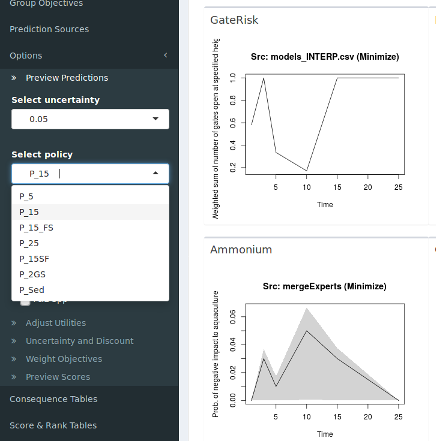 Group Objectives
Prediction Sources
Options
Preview Predictions
Select uncertainty
0.05
Select policy
P_15
P_5
P_15
P_15_FS
P_25
P_15SF
P_2GS
P_Sed
Adjust Utilities
Uncertainty and Discount
Weight Objectives
Preview Scores
Consequence Tables
Score & Rank Tables
GateRisk
Src: models_INTERP.csv (Minimize)
Weighted sum of number of gates open at specified heig
1.0
0.8
0.6
0.4
0.2
5 10 15 20 25
Time
Ammonium
Src: mergeExperts (Minimize)
Prob. of negative impact to aquaculture
0.06
0.04
0.02
0.00
5 10 15 20 25
Time